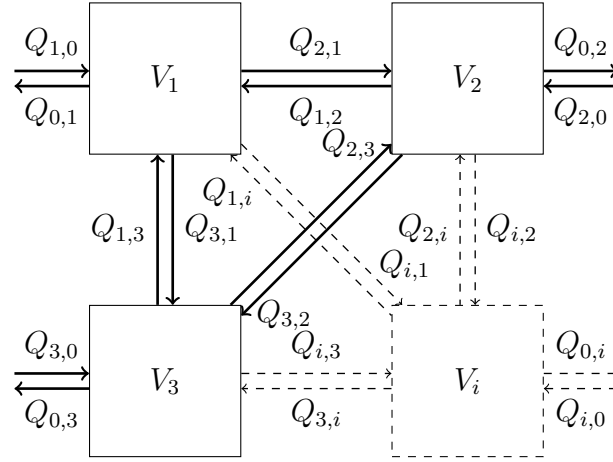 Q_{1,0}
Q_{0,1}
V_1
Q_{2,1}
Q_{1,2}
V_2
Q_{0,2}
Q_{2,0}
Q_{2,3}
Q_{1,i}
Q_{1,3}
Q_{3,1}
Q_{2,i}
Q_{i,2}
Q_{i,1}
Q_{3,2}
Q_{3,0}
Q_{0,3}
V_3
Q_{i,3}
Q_{3,i}
V_i
Q_{0,i}
Q_{i,0}